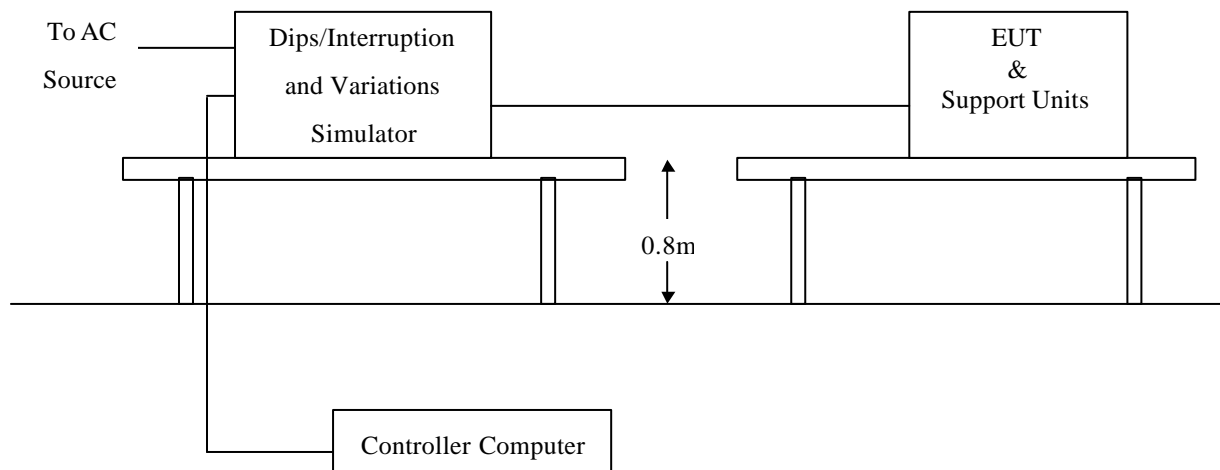 To AC
Source
Dips/Interruption
and Variations
Simulator
EUT
&
Support Units
0.8m
Controller Computer